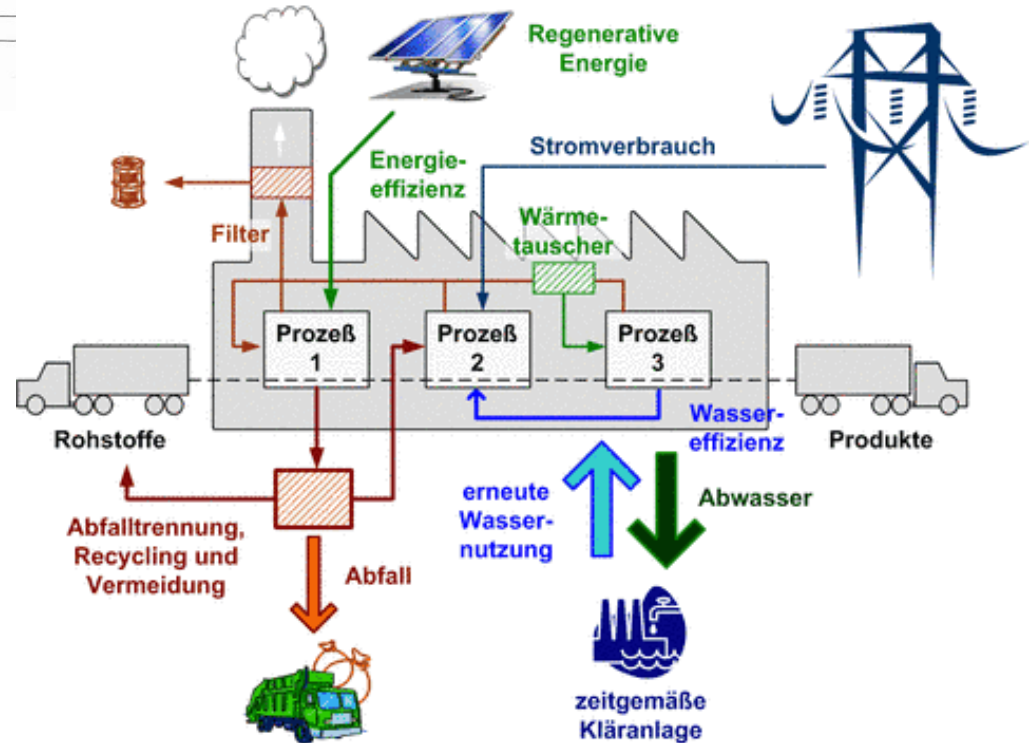 Regenerative
Energie
Stromverbrauch
Energie-
effizienz
Wärme-
tauscher
Filter
Prozeß
1
Prozeß
2
Prozeß
3
Rohstoffe
Wasser-
effizienz
Produkte
erneute
Wasser-
nutzung
Abwasser
Abfalltrennung,
Recycling und
Vermeidung
Abfall
zeitgemäße
Kläranlage